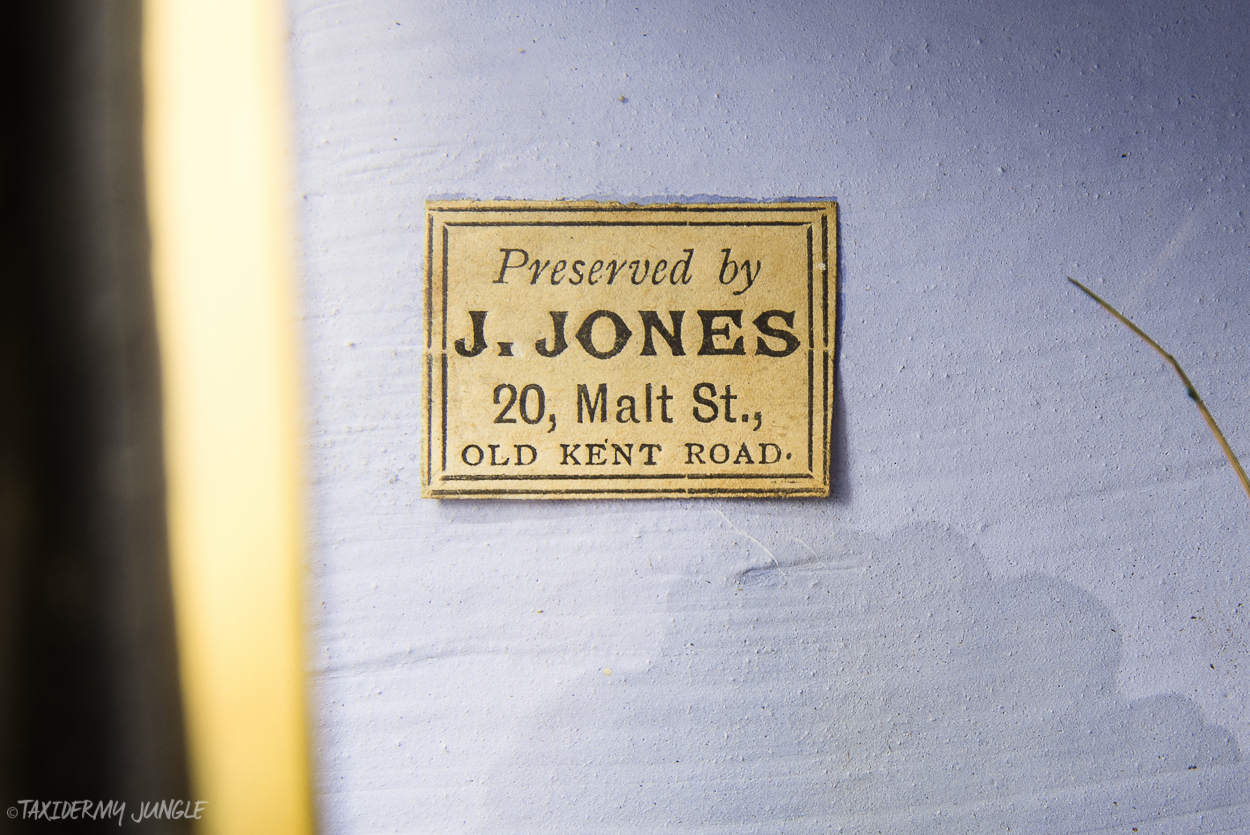 Preserved by
J. JONES
20, Malt St.,
OLD KENT ROAD.
©TAXIDERMY JUNGLE